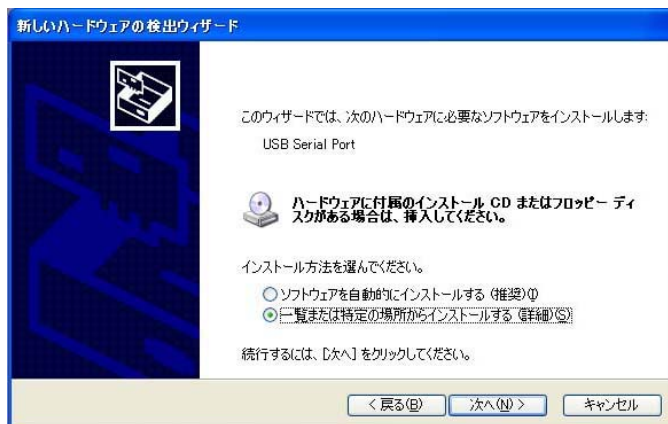 新しいハードウェアの検出ウィザード
このウィザードでは、次のハードウェアに必要なソフトウェアをインストールします:
USB Serial Port
ハードウェアに付属のインストール CD またはフロッピー ディ
スクがある場合は、挿入してください。
インストール方法を選んでください。
ソフトウェアを自動的にインストールする (推奨)(I)
一覧または特定の場所からインストールする (詳細)(S)
続行するには、[次へ] をクリックしてください。
< 戻る(B) 次へ(N) > キャンセル